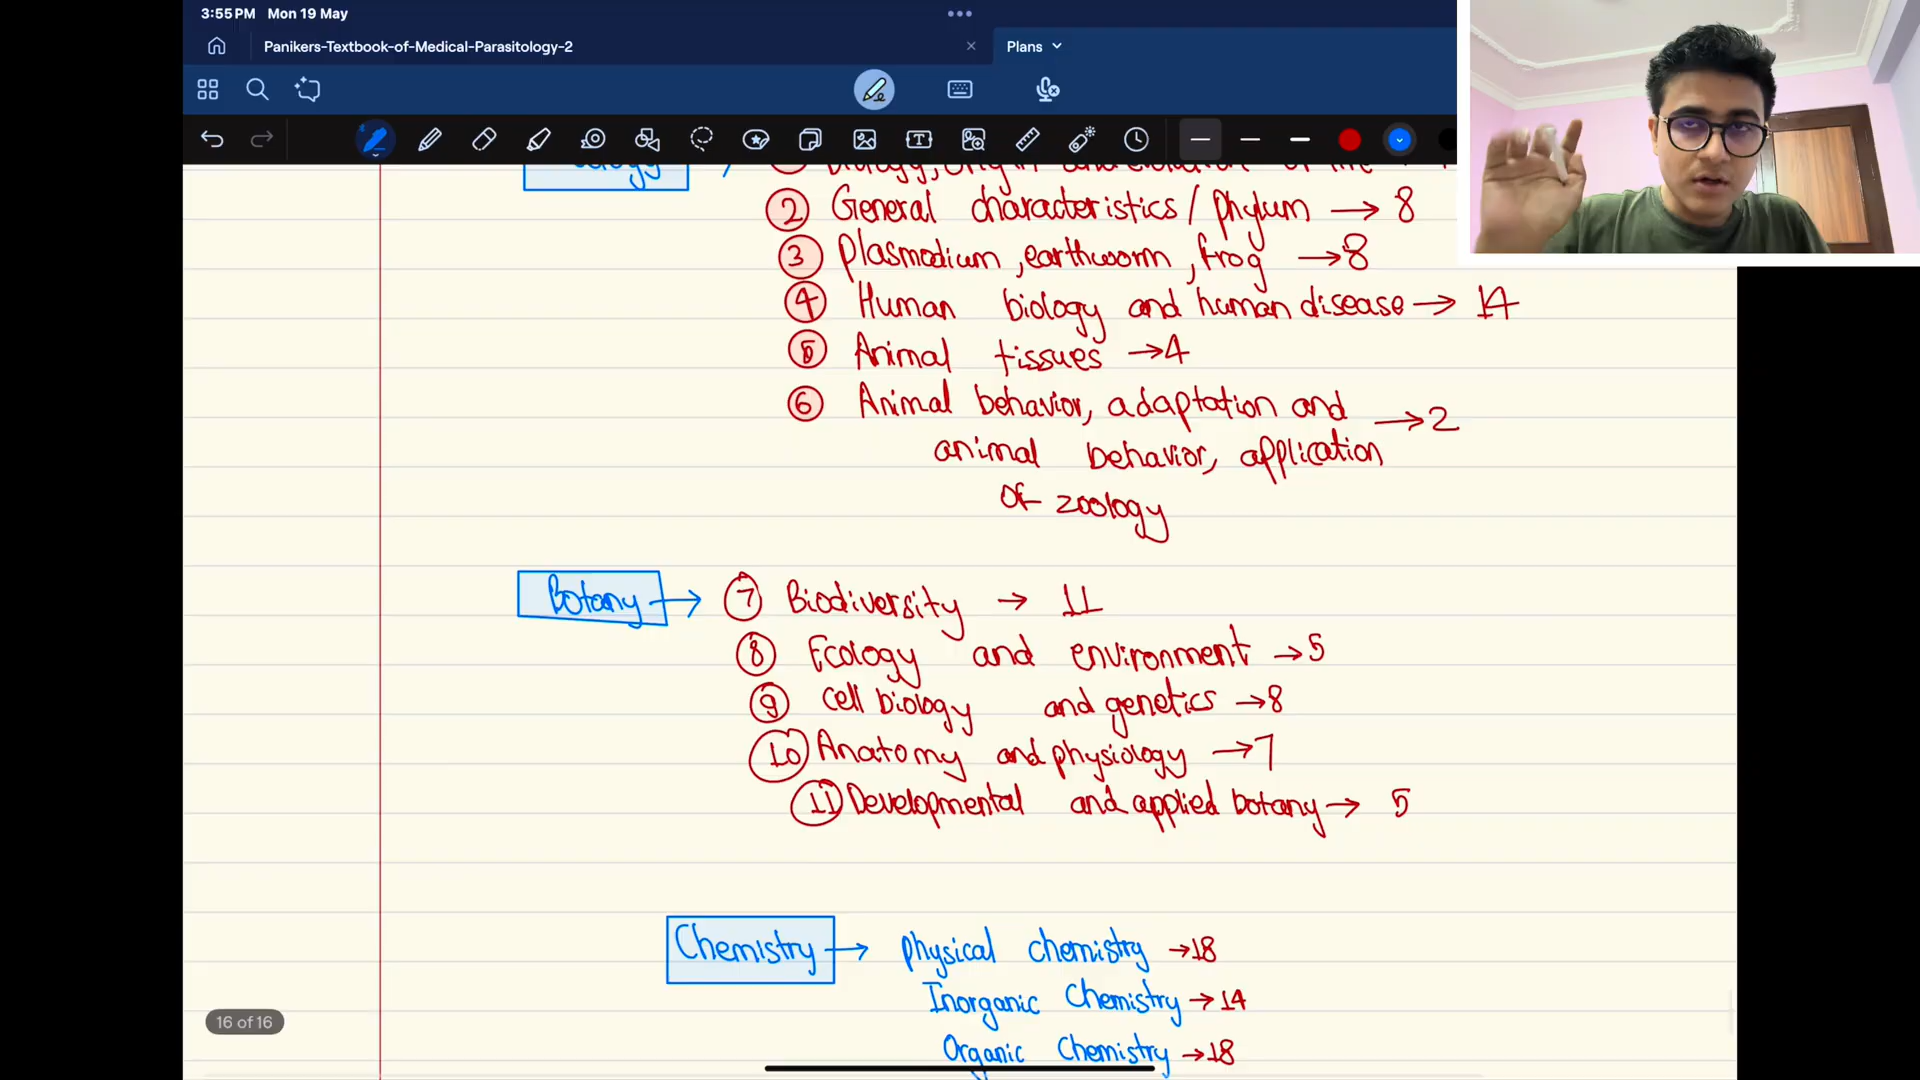 3:55 PM Mon 19 May
Panikers-Textbook-of-Medical-Parasitology-2
Plans
2 General characteristics / phylum → 8
3 Plasmodium, earthworm, frog → 8
4 Human biology and human disease → 14
5 Animal tissues → 4
6 Animal behavior, adaptation and → 2
animal behavior, application
of zoology
Botany → 7 Biodiversity → 11
8 Ecology and environment → 5
9 Cell biology and genetics → 8
10 Anatomy and physiology → 7
11 Developmental and applied botany → 5
Chemistry → Physical chemistry → 18
Inorganic Chemistry → 14
Organic Chemistry → 18
16 of 16